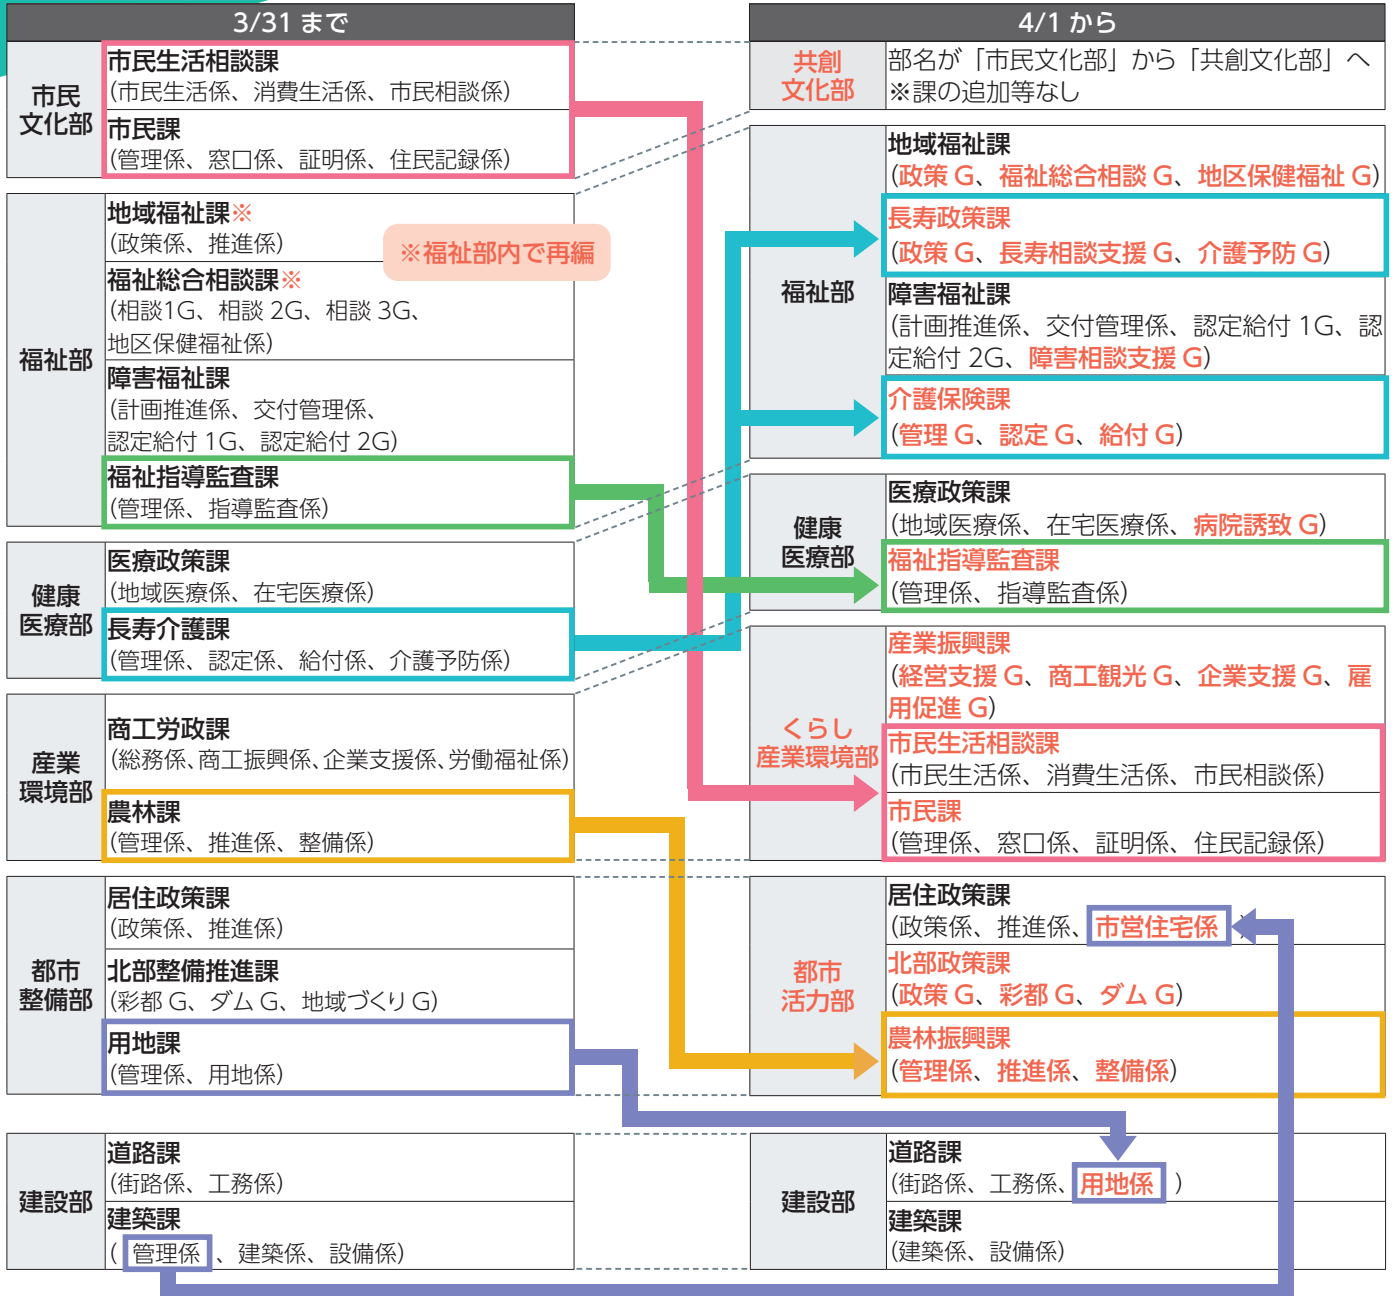 3/31 まで
市民
文化部
市民生活相談課
(市民生活係、消費生活係、市民相談係)
市民課
(管理係、窓口係、証明係、住民記録係)
福祉部
地域福祉課※
(政策係、推進係)
※福祉部内で再編
福祉総合相談課※
(相談1G、相談 2G、相談 3G、
地区保健福祉係)
障害福祉課
(計画推進係、交付管理係、
認定給付 1G、認定給付 2G)
福祉指導監査課
(管理係、指導監査係)
健康
医療部
医療政策課
(地域医療係、在宅医療係)
長寿介護課
(管理係、認定係、給付係、介護予防係)
産業
環境部
商工労政課
(総務係、商工振興係、企業支援係、労働福祉係)
農林課
(管理係、推進係、整備係)
都市
整備部
居住政策課
(政策係、推進係)
北部整備推進課
(彩都 G、ダム G、地域づくり G)
用地課
(管理係、用地係)
建設部
道路課
(街路係、工務係)
建築課
(管理係、建築係、設備係)
4/1 から
共創
文化部
部名が「市民文化部」から「共創文化部」へ
※課の追加等なし
福祉部
地域福祉課
(政策 G、福祉総合相談 G、地区保健福祉 G)
長寿政策課
(政策 G、長寿相談支援 G、介護予防 G)
障害福祉課
(計画推進係、交付管理係、認定給付 1G、認
定給付 2G、障害相談支援 G)
介護保険課
(管理 G、認定 G、給付 G)
健康
医療部
医療政策課
(地域医療係、在宅医療係、病院誘致 G)
福祉指導監査課
(管理係、指導監査係)
くらし
産業環境部
産業振興課
(経営支援 G、商工観光 G、企業支援 G、雇
用促進 G)
市民生活相談課
(市民生活係、消費生活係、市民相談係)
市民課
(管理係、窓口係、証明係、住民記録係)
都市
活力部
居住政策課
(政策係、推進係、市営住宅係)
北部政策課
(政策 G、彩都 G、ダム G)
農林振興課
(管理係、推進係、整備係)
建設部
道路課
(街路係、工務係、用地係)
建築課
(建築係、設備係)